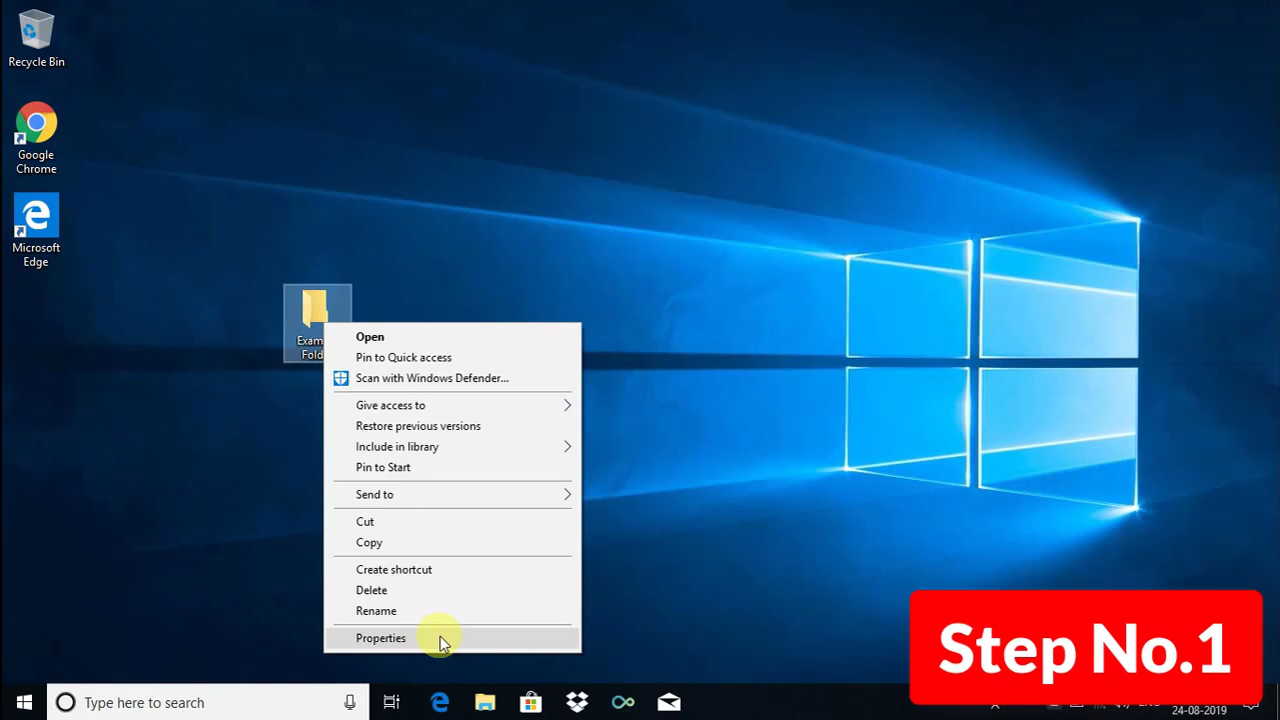 Recycle Bin
Google
Chrome
Microsoft
Edge
Exam
Fold
Open
Pin to Quick access
Scan with Windows Defender...
Give access to
Restore previous versions
Include in library
Pin to Start
Send to
Cut
Copy
Create shortcut
Delete
Rename
Properties
Step No.1
Type here to search
24-08-2019